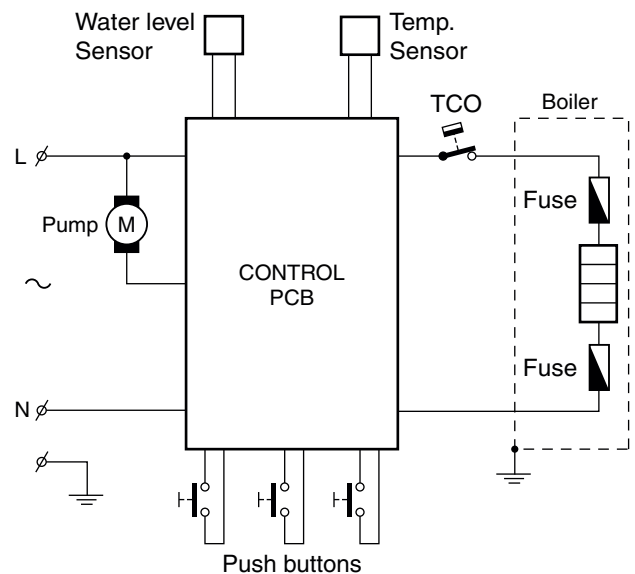 Water level
Sensor
Temp.
Sensor
TCO
Boiler
L
Fuse
Pump
M
CONTROL
PCB
Fuse
N
Push buttons